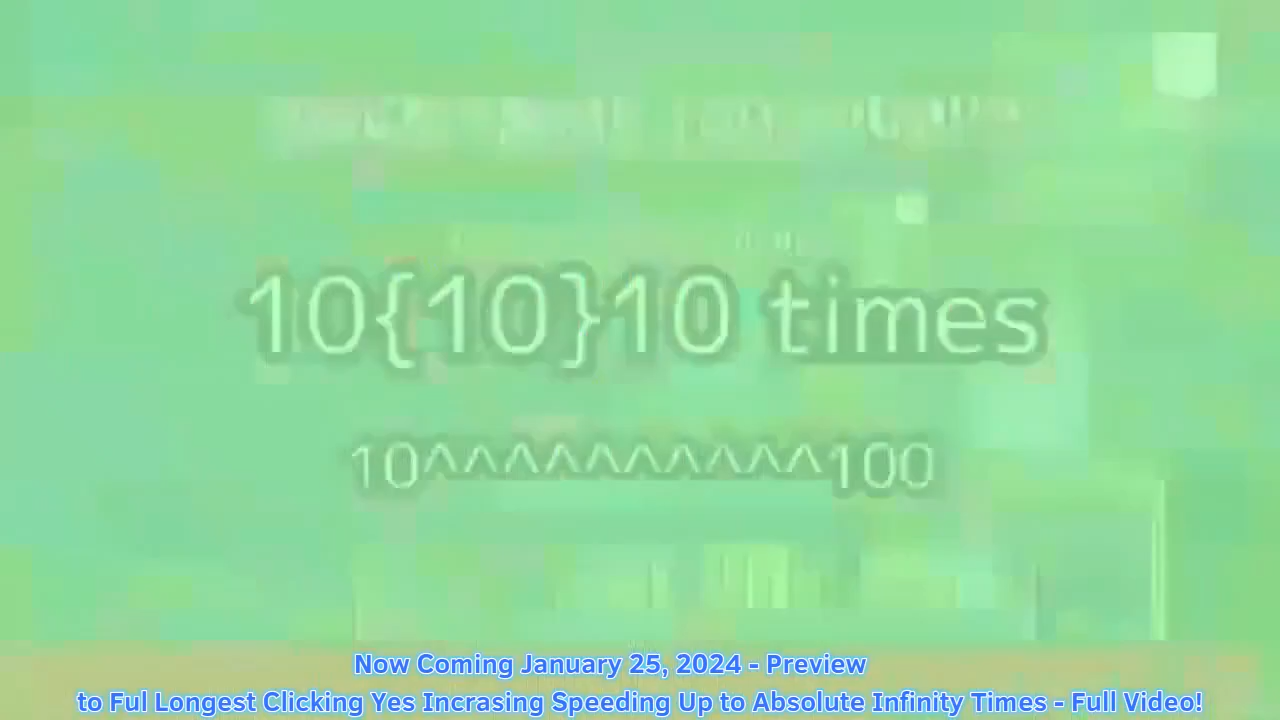 10{10}10 times
10^^^^^^^^^^100
Now Coming January 25, 2024 - Preview
to Ful Longest Clicking Yes Incrasing Speeding Up to Absolute Infinity Times - Full Video!